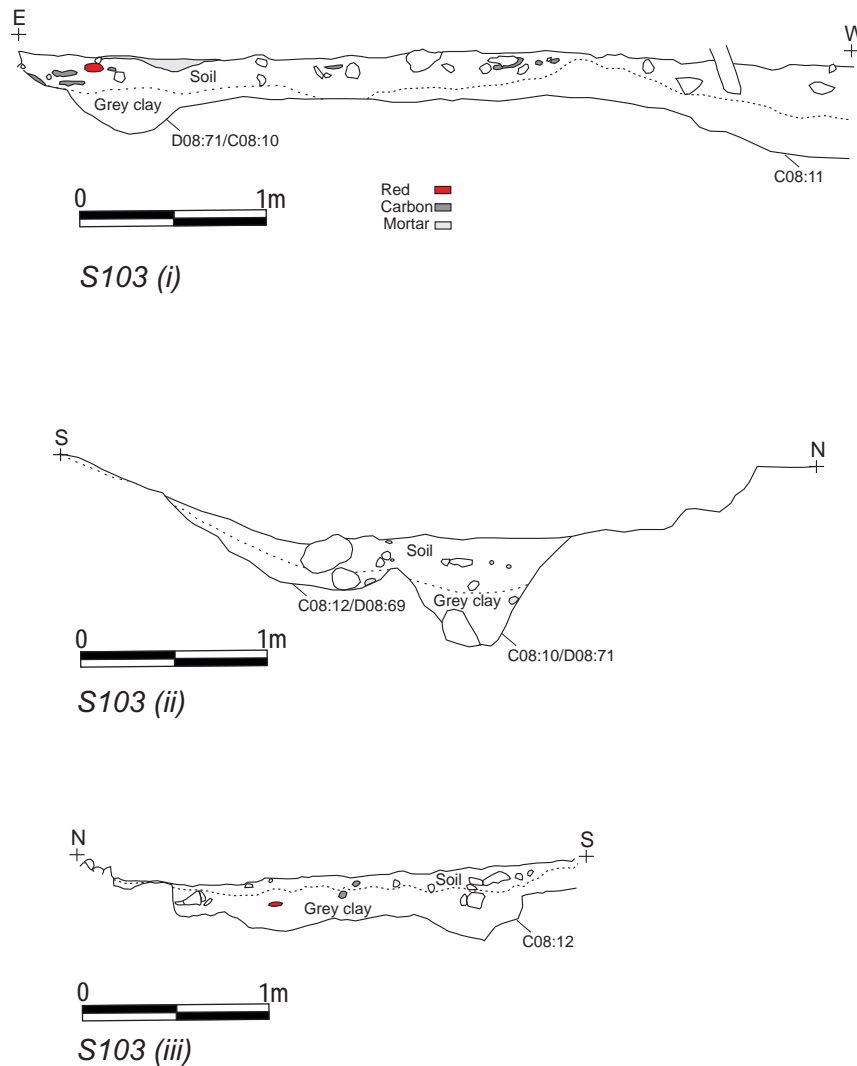 E
W
Soil
Grey clay
D08:71/C08:10
C08:11
0 1m
Red
Carbon
Mortar
S103 (i)
S
N
Soil
Grey clay
C08:12/D08:69
C08:10/D08:71
0 1m
S103 (ii)
N
S
Soil
Grey clay
C08:12
0 1m
S103 (iii)